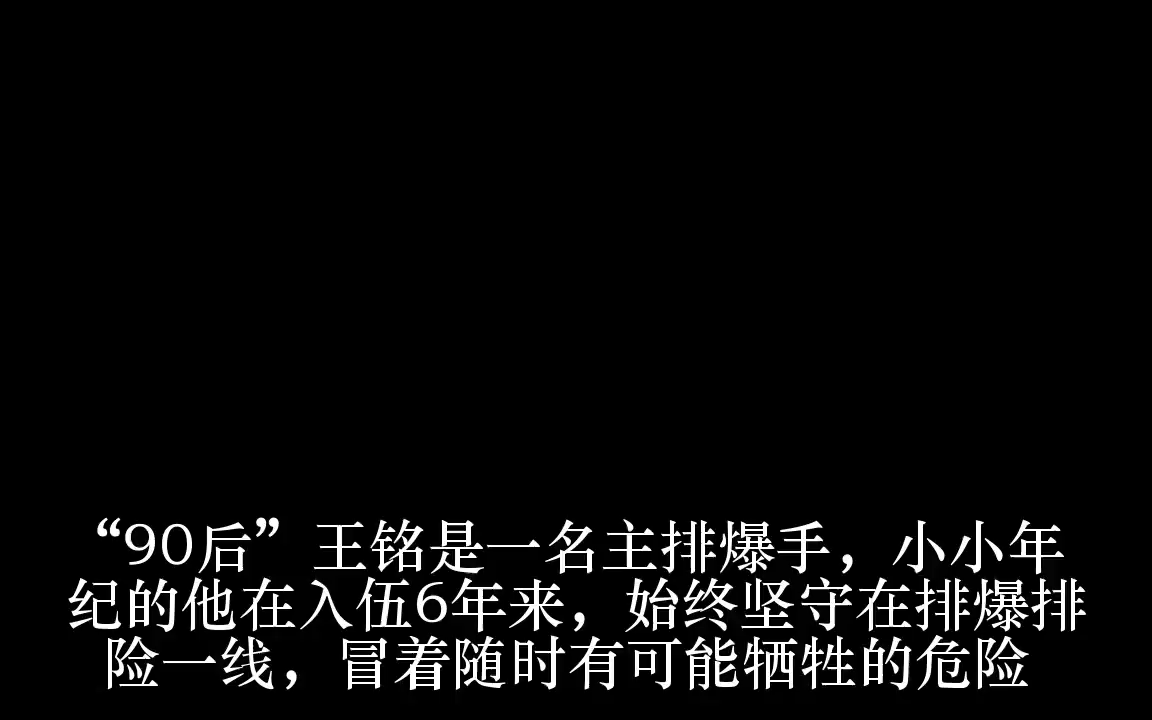 “90后”王铭是一名主排爆手，小小年
纪的他在入伍6年来，始终坚守在排爆排
险一线，冒着随时有可能牺牲的危险